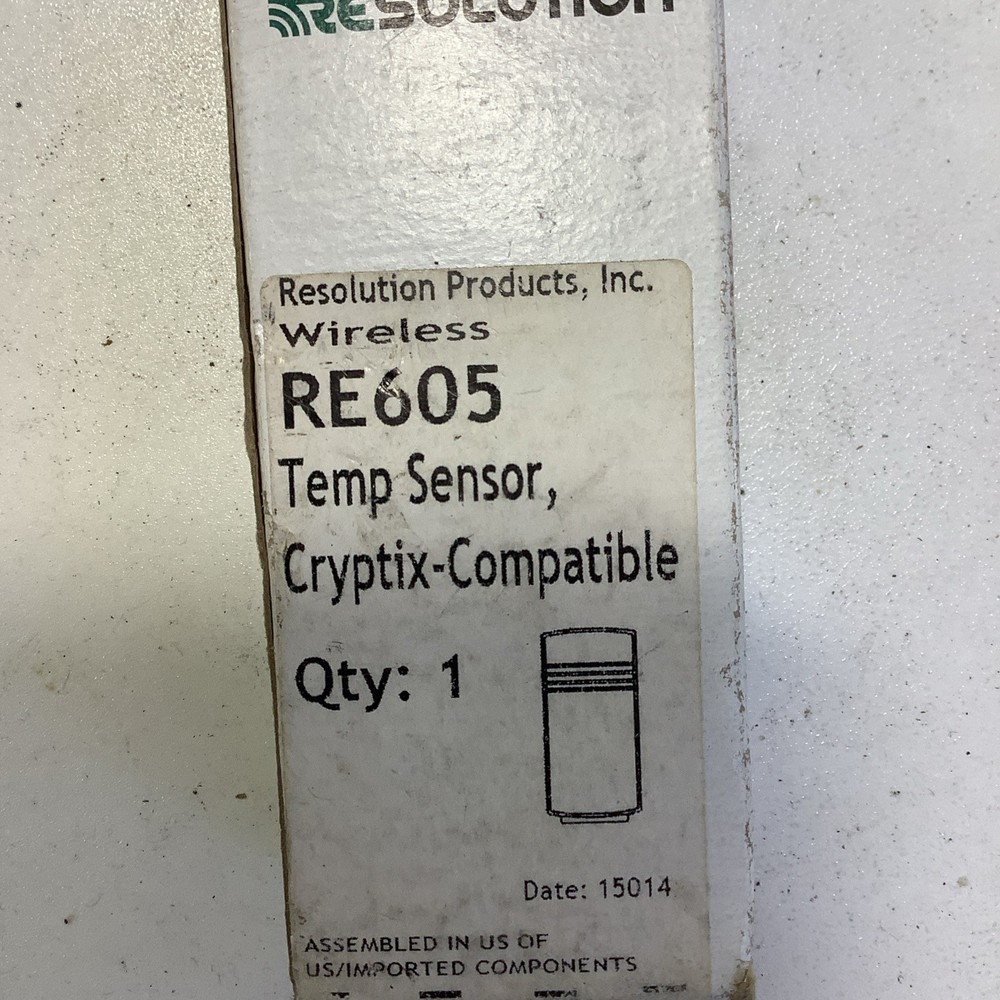 RESOLUTION
Resolution Products, Inc.
Wireless
RE605
Temp Sensor,
Cryptix-Compatible
Qty: 1
Date: 15014
ASSEMBLED IN US OF
US/IMPORTED COMPONENTS